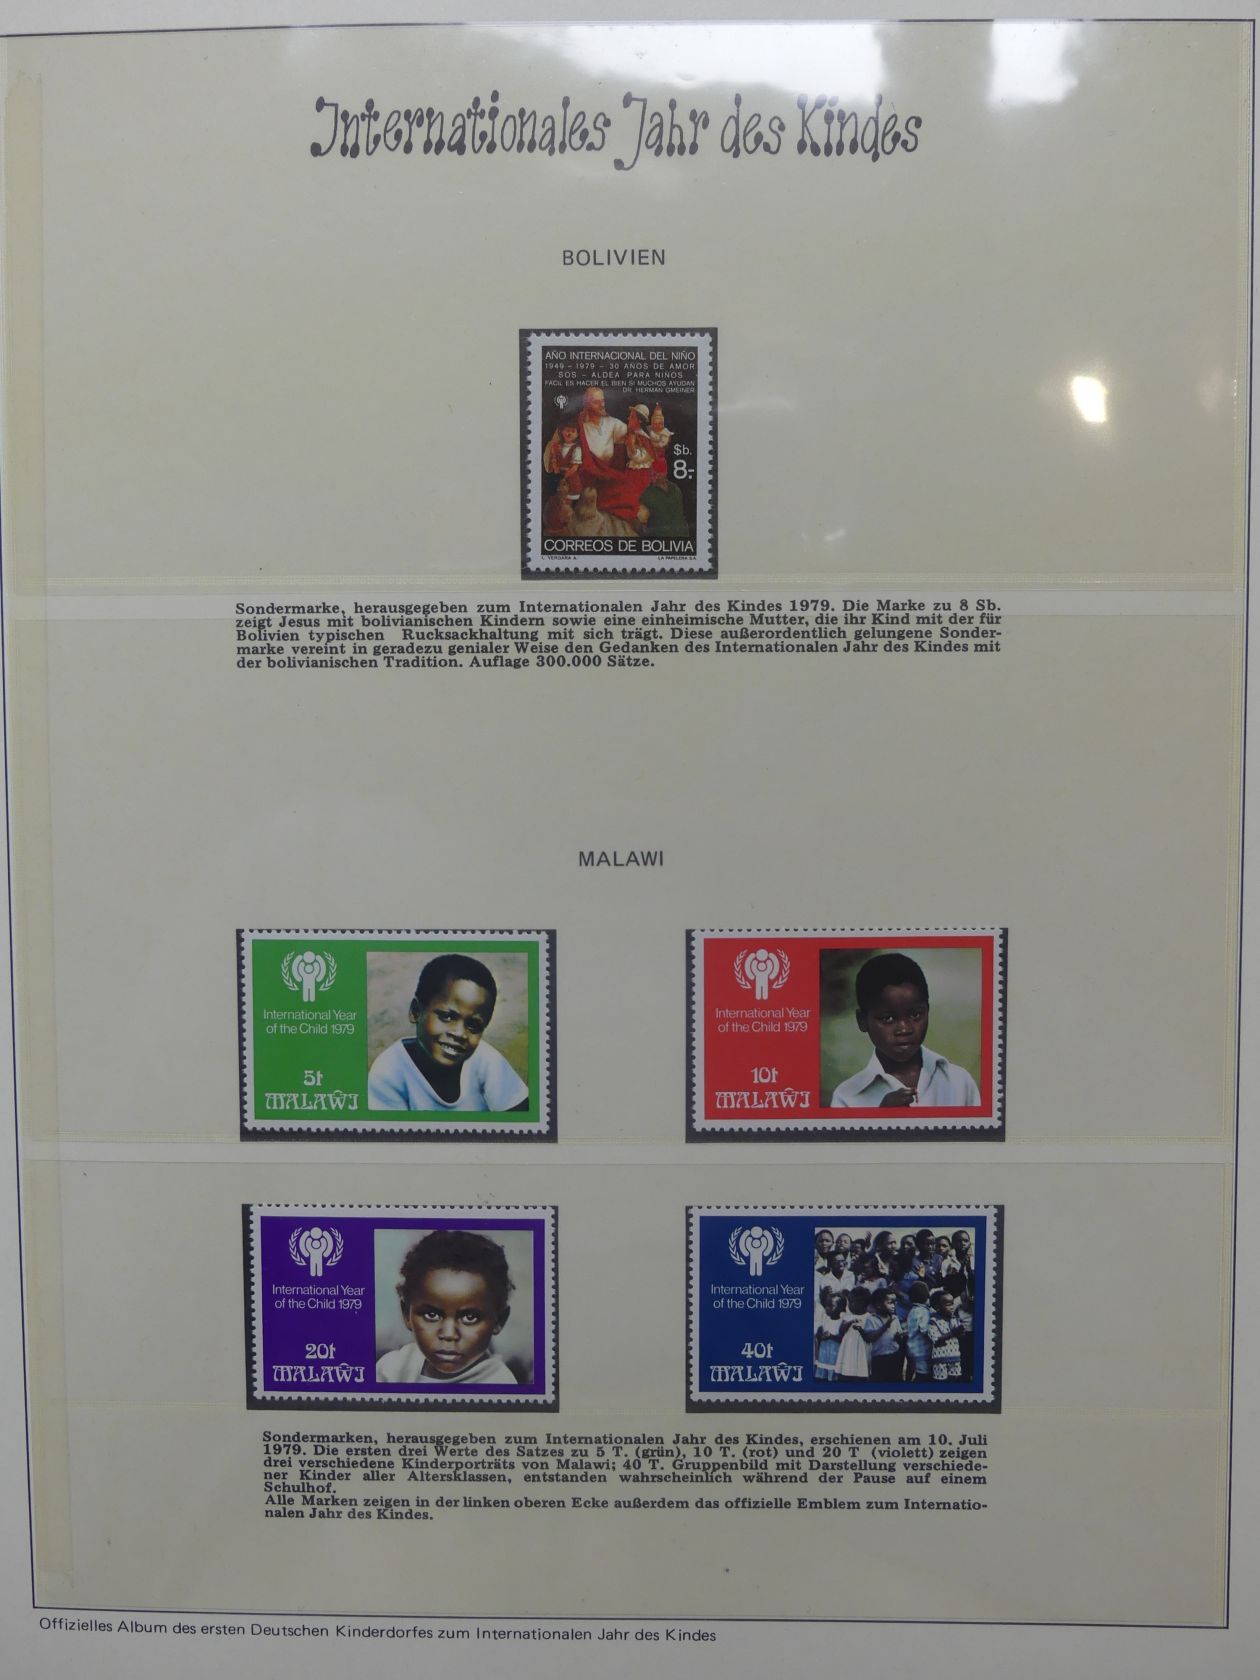 Internationales Jahr des Kindes
BOLIVIEN
AÑO INTERNACIONAL DEL NIÑO
1949 - 1979 - 30 AÑOS DE AMOR
SOS - ALDEA PARA NIÑOS
FACIL ES HACER EL BIEN SI MUCHOS AYUDAN
DR. HERMAN GMEINER
$b.
8.-
CORREOS DE BOLIVIA
L. VERGARA A.
LA PAPELERA S.A.
Sondermarke, herausgegeben zum Internationalen Jahr des Kindes 1979. Die Marke zu 8 Sb.
zeigt Jesus mit bolivianischen Kindern sowie eine einheimische Mutter, die ihr Kind mit der für
Bolivien typischen Rucksackhaltung mit sich trägt. Diese außerordentlich gelungene Sonder-
marke vereint in geradezu genialer Weise den Gedanken des Internationalen Jahr des Kindes mit
der bolivianischen Tradition. Auflage 300.000 Sätze.
MALAWI
International Year
of the Child 1979
5t
MALAŴI
International Year
of the Child 1979
10t
MALAŴI
International Year
of the Child 1979
20t
MALAŴI
International Year
of the Child 1979
40t
MALAŴI
Sondermarken, herausgegeben zum Internationalen Jahr des Kindes, erschienen am 10. Juli
1979. Die ersten drei Werte des Satzes zu 5 T. (grün), 10 T. (rot) und 20 T (violett) zeigen
drei verschiedene Kinderporträts von Malawi; 40 T. Gruppenbild mit Darstellung verschiede-
ner Kinder aller Altersklassen, entstanden wahrscheinlich während der Pause auf einem
Schulhof.
Alle Marken zeigen in der linken oberen Ecke außerdem das offizielle Emblem zum Internatio-
nalen Jahr des Kindes.
Offizielles Album des ersten Deutschen Kinderdorfes zum Internationalen Jahr des Kindes